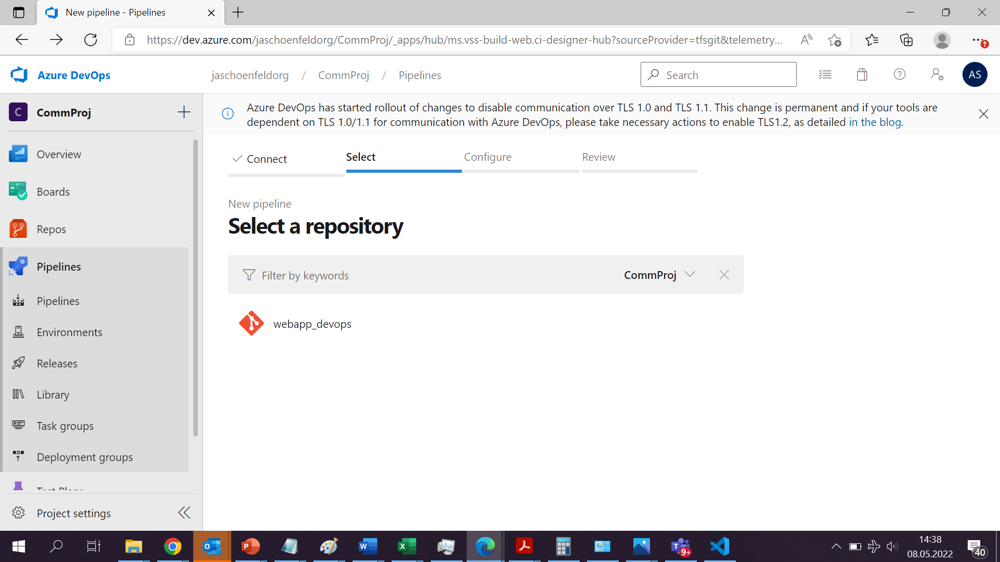 New pipeline - Pipelines
https://dev.azure.com/jaschoenfeldorg/CommProj/_apps/hub/ms.vss-build-web.ci-designer-hub?sourceProvider=tfsgit&telemetry...
Azure DevOps
jaschoenfeldorg / CommProj / Pipelines
Search
AS
C CommProj
Azure DevOps has started rollout of changes to disable communication over TLS 1.0 and TLS 1.1. This change is permanent and if your tools are
dependent on TLS 1.0/1.1 for communication with Azure DevOps, please take necessary actions to enable TLS1.2, as detailed in the blog.
Overview
Boards
Repos
Pipelines
Pipelines
Environments
Releases
Library
Task groups
Deployment groups
Test Plans
Project settings
Connect
Select
Configure
Review
New pipeline
Select a repository
Filter by keywords
CommProj
webapp_devops
9+
14:38
08.05.2022
40